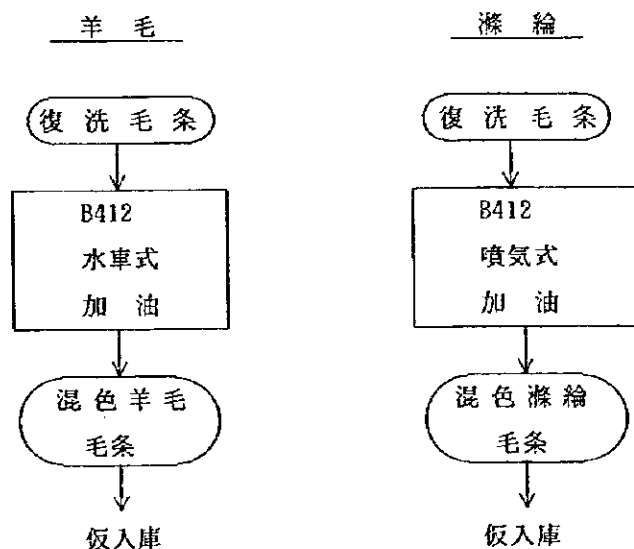 羊毛
復洗毛条
B412
水車式
加油
混色羊毛
毛条
仮入庫
滌綸
復洗毛条
B412
噴気式
加油
混色滌綸
毛条
仮入庫